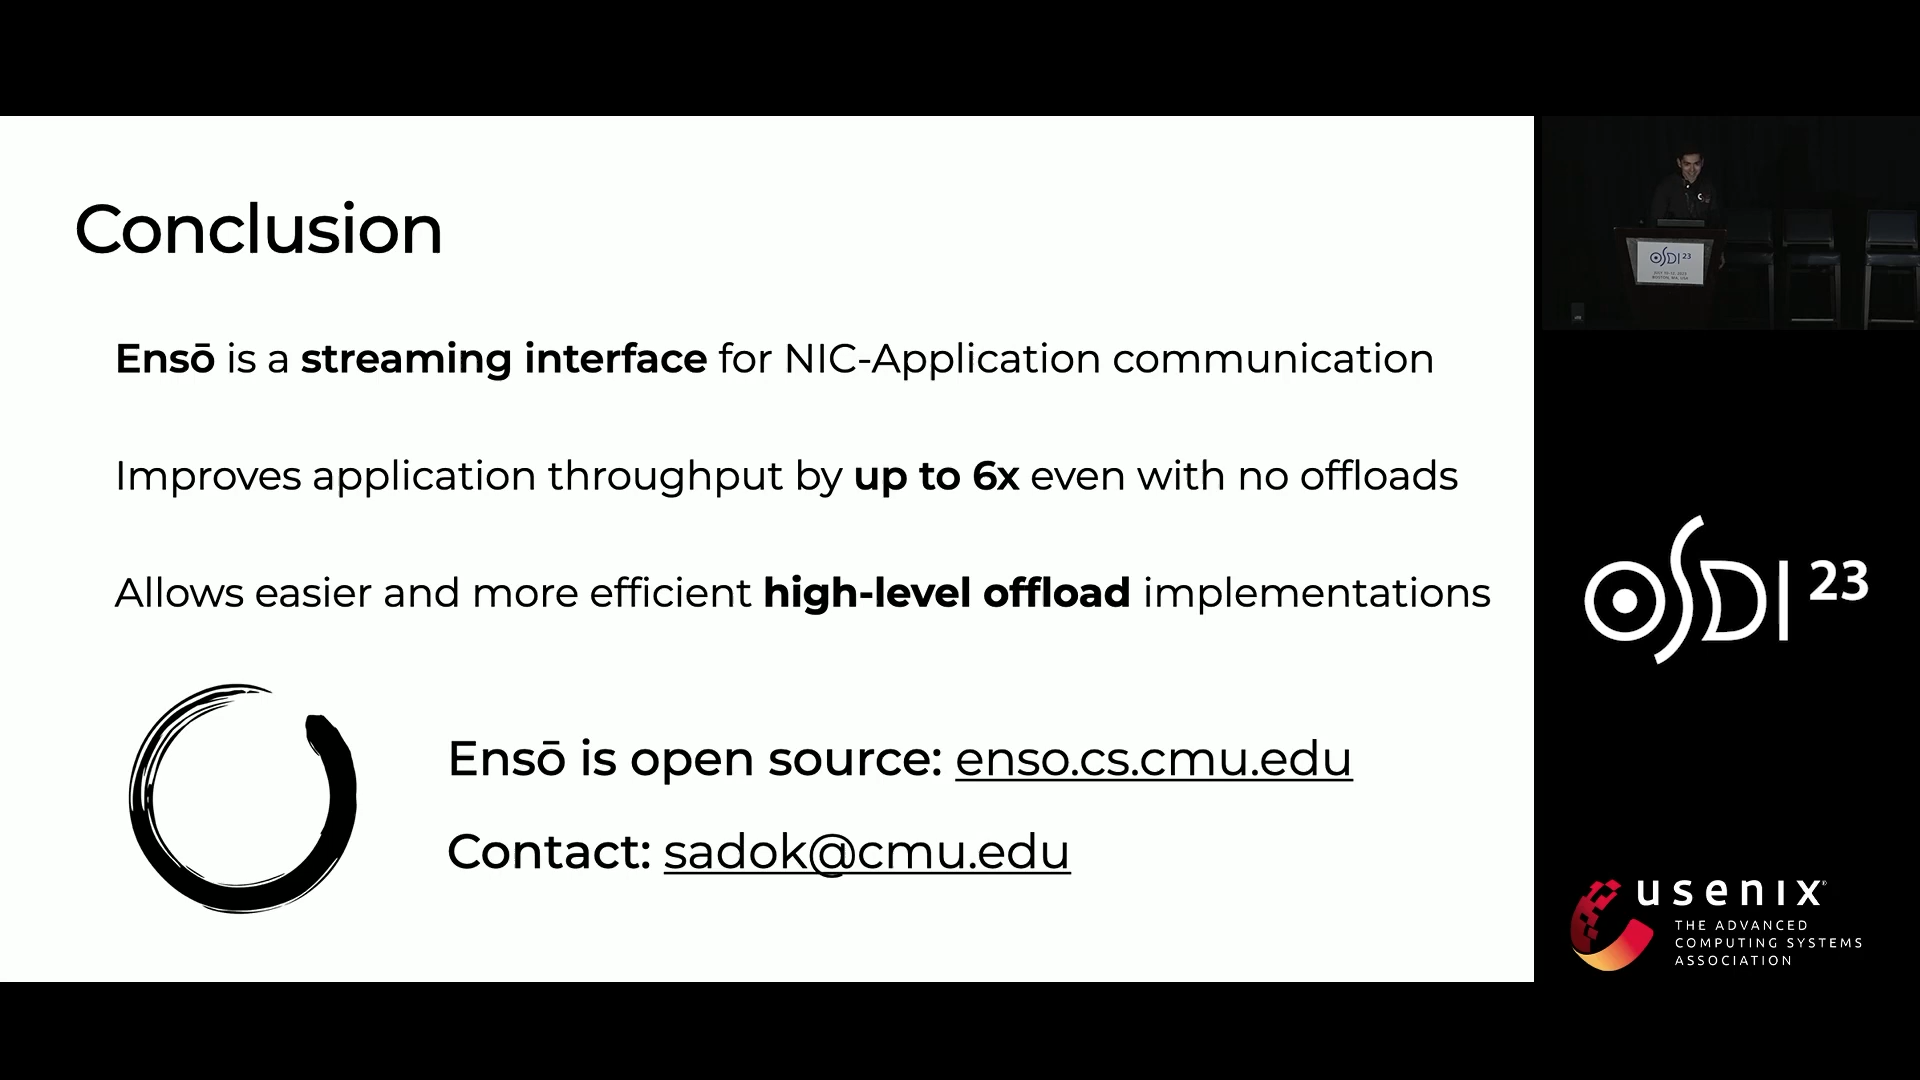 Conclusion
Ensō is a streaming interface for NIC-Application communication
Improves application throughput by up to 6x even with no offloads
Allows easier and more efficient high-level offload implementations
Ensō is open source: enso.cs.cmu.edu
Contact: sadok@cmu.edu
OSDI 23
OSDI 23
usenix
THE ADVANCED
COMPUTING SYSTEMS
ASSOCIATION